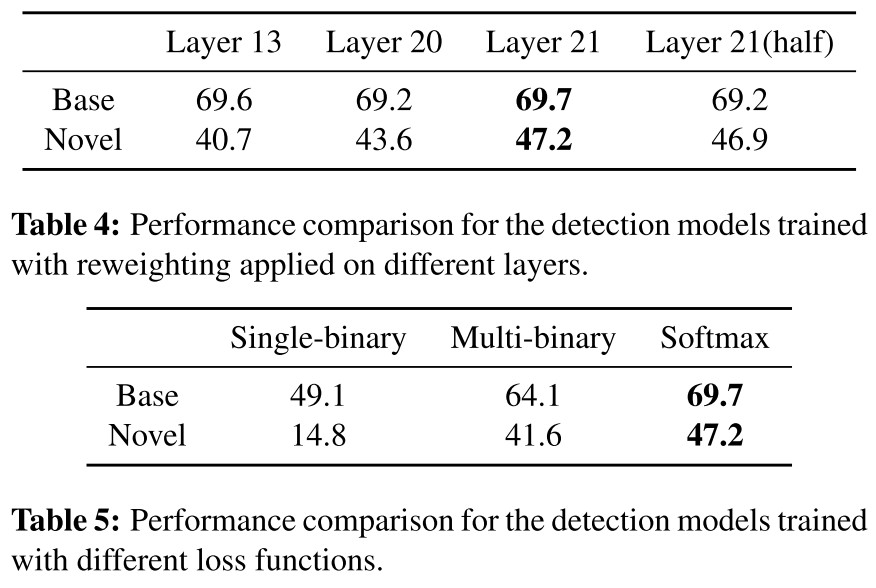 Layer 13 Layer 20 Layer 21 Layer 21(half)
Base 69.6 69.2 69.7 69.2
Novel 40.7 43.6 47.2 46.9
Table 4: Performance comparison for the detection models trained
with reweighting applied on different layers.
Single-binary Multi-binary Softmax
Base 49.1 64.1 69.7
Novel 14.8 41.6 47.2
Table 5: Performance comparison for the detection models trained
with different loss functions.